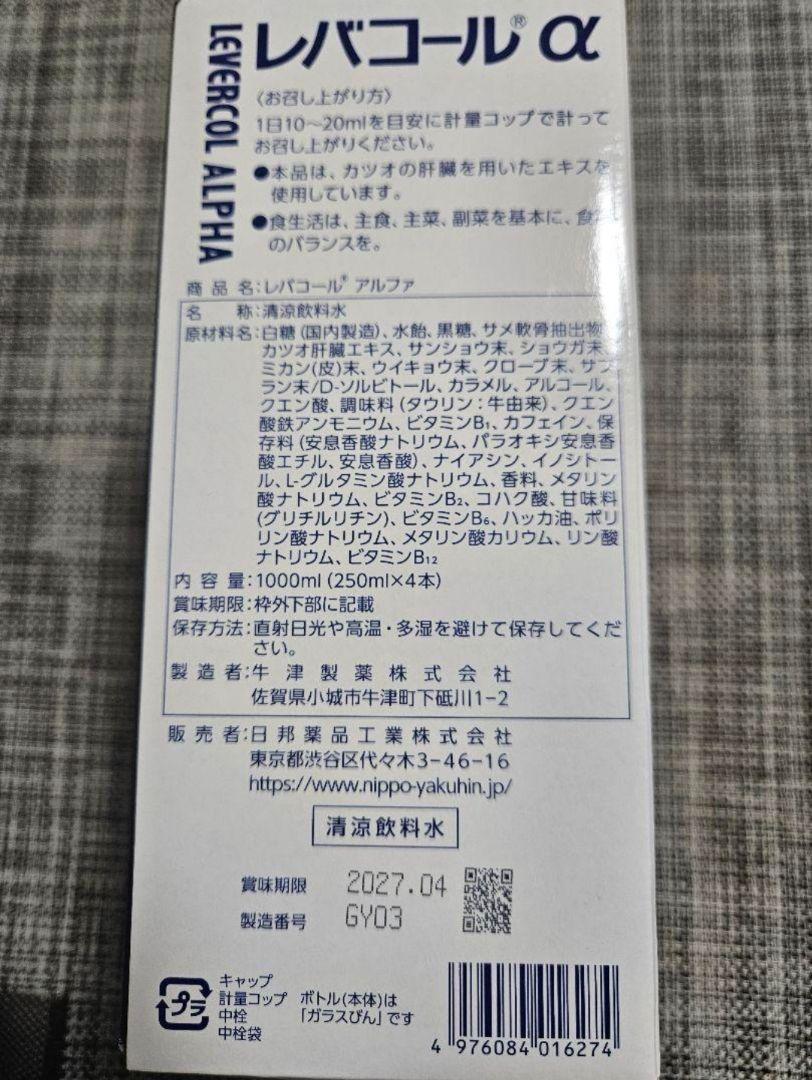 レバコール®α
LEVERCOL ALPHA
〈お召し上がり方〉
1日10～20mlを目安に計量コップで計って
お召し上がりください。
●本品は、カツオの肝臓を用いたエキスを
使用しています。
●食生活は、主食、主菜、副菜を基本に、食
のバランスを。
商品名:レバコール® アルファ
名称:清涼飲料水
原材料名:白糖(国内製造)、水飴、黒糖、サメ軟骨抽出物
カツオ肝臓エキス、サンショウ末、ショウガ末
ミカン(皮)末、ウイキョウ末、クローブ末、サフ
ラン末/D-ソルビトール、カラメル、アルコール、
クエン酸、調味料(タウリン:牛由来)、クエン
酸鉄アンモニウム、ビタミンB₁、カフェイン、保
存料(安息香酸ナトリウム、パラオキシ安息香
酸エチル、安息香酸)、ナイアシン、イノシトー
ル、L-グルタミン酸ナトリウム、香料、メタリン
酸ナトリウム、ビタミンB₂、コハク酸、甘味料
(グリチルリチン)、ビタミンB₆、ハッカ油、ポリ
リン酸ナトリウム、メタリン酸カリウム、リン酸
ナトリウム、ビタミンB₁₂
内容量:1000ml(250ml×4本)
賞味期限:枠外下部に記載
保存方法:直射日光や高温・多湿を避けて保存してくだ
さい。
製造者:牛津製薬株式会社
佐賀県小城市牛津町下砥川1-2
販売者:日邦薬品工業株式会社
東京都渋谷区代々木3-46-16
https://www.nippo-yakuhin.jp/
清涼飲料水
賞味期限 2027.04
製造番号 GY03
プラ
キャップ
計量コップ
中栓
中栓袋
ボトル(本体)は
「ガラスびん」です
4 976084 016274